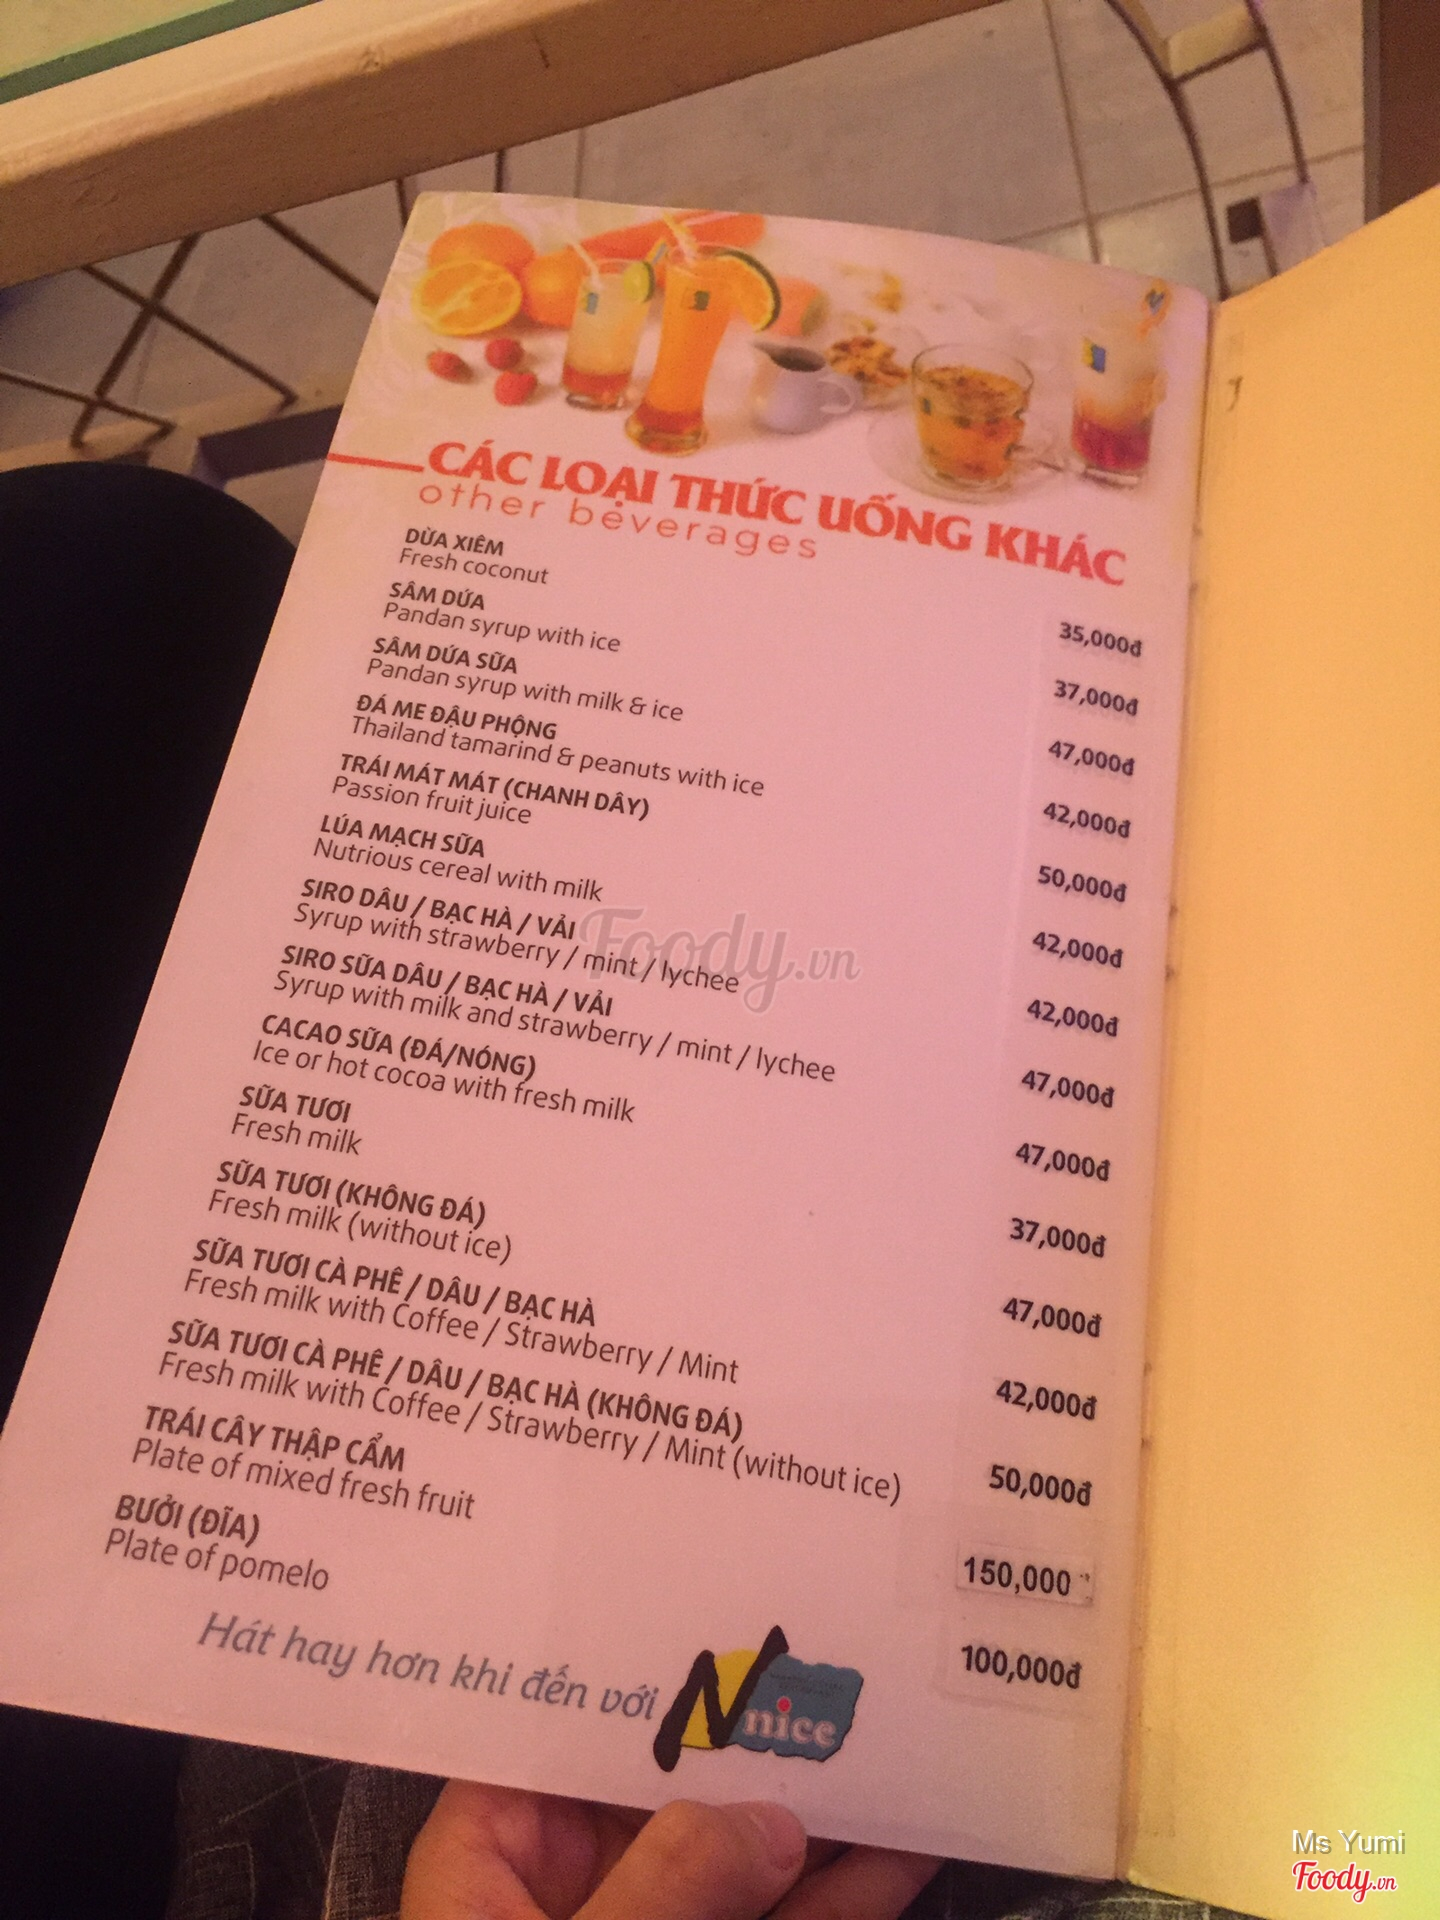 CÁC LOẠI THỨC UỐNG KHÁC
other beverages
DỪA XIÊM
Fresh coconut
35,000đ
SÂM DỨA
Pandan syrup with ice
37,000đ
SÂM DỨA SỮA
Pandan syrup with milk & ice
47,000đ
ĐÁ ME ĐẬU PHỘNG
Thailand tamarind & peanuts with ice
42,000đ
TRÁI MÁT MÁT (CHANH DÂY)
Passion fruit juice
50,000đ
LÚA MẠCH SỮA
Nutrious cereal with milk
42,000đ
SIRO DÂU / BẠC HÀ / VẢI
Syrup with strawberry / mint / lychee
42,000đ
SIRO SỮA DÂU / BẠC HÀ / VẢI
Syrup with milk and strawberry / mint / lychee
47,000đ
CACAO SỮA (ĐÁ/NÓNG)
Ice or hot cocoa with fresh milk
47,000đ
SỮA TƯƠI
Fresh milk
37,000đ
SỮA TƯƠI (KHÔNG ĐÁ)
Fresh milk (without ice)
47,000đ
SỮA TƯƠI CÀ PHÊ / DÂU / BẠC HÀ
Fresh milk with Coffee / Strawberry / Mint
42,000đ
SỮA TƯƠI CÀ PHÊ / DÂU / BẠC HÀ (KHÔNG ĐÁ)
Fresh milk with Coffee / Strawberry / Mint (without ice)
50,000đ
TRÁI CÂY THẬP CẨM
Plate of mixed fresh fruit
150,000
BƯỞI (ĐĨA)
Plate of pomelo
100,000đ
Hát hay hơn khi đến với
Nnice
Foody.vn
Ms Yumi
Foody.vn